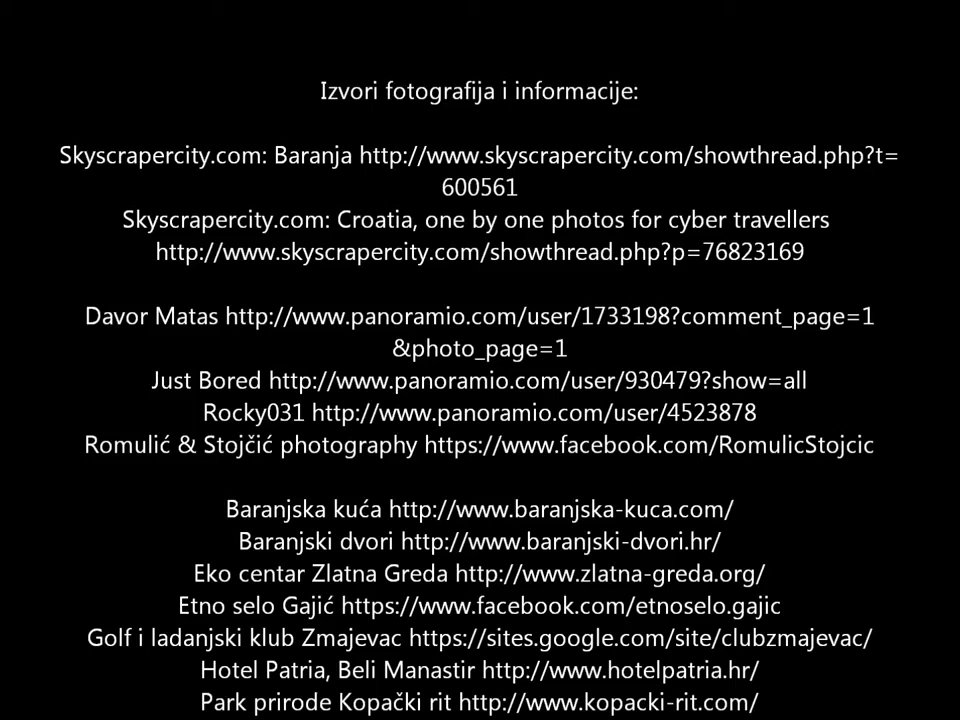 Izvori fotografija i informacije:
Skyscrapercity.com: Baranja http://www.skyscrapercity.com/showthread.php?t=
600561
Skyscrapercity.com: Croatia, one by one photos for cyber travellers
http://www.skyscrapercity.com/showthread.php?p=76823169
Davor Matas http://www.panoramio.com/user/1733198?comment_page=1
&photo_page=1
Just Bored http://www.panoramio.com/user/930479?show=all
Rocky031 http://www.panoramio.com/user/4523878
Romulić & Stojčić photography https://www.facebook.com/RomulicStojcic
Baranjska kuća http://www.baranjska-kuca.com/
Baranjski dvori http://www.baranjski-dvori.hr/
Eko centar Zlatna Greda http://www.zlatna-greda.org/
Etno selo Gajić https://www.facebook.com/etnoselo.gajic
Golf i ladanjski klub Zmajevac https://sites.google.com/site/clubzmajevac/
Hotel Patria, Beli Manastir http://www.hotelpatria.hr/
Park prirode Kopački rit http://www.kopacki-rit.com/